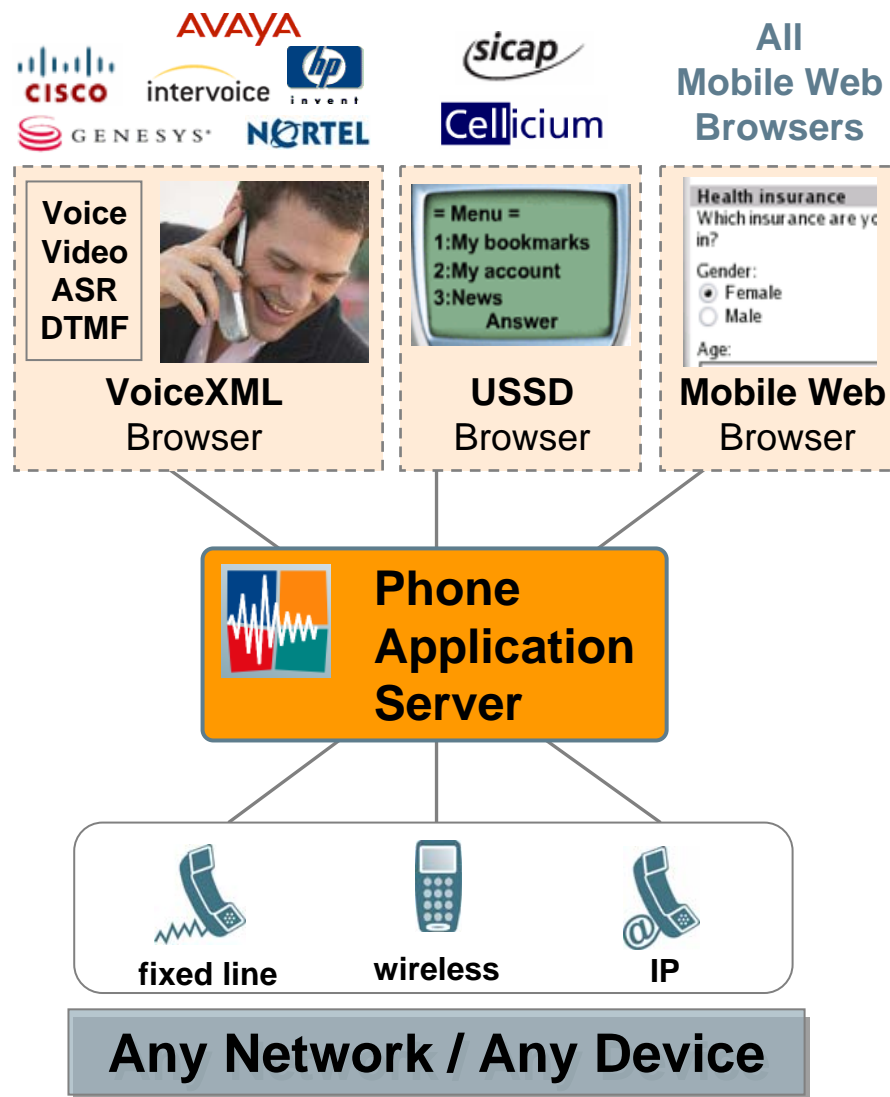 AVAYA
CISCO
intervoice
hp
invent
GENESYS
NORTEL
sicap
Cellicium
All
Mobile Web
Browsers
Voice
Video
ASR
DTMF
VoiceXML
Browser
= Menu =
1:My bookmarks
2:My account
3:News
Answer
USSD
Browser
Health insurance
Which insurance are yo
in?
Gender:
Female
Male
Age:
Mobile Web
Browser
Phone
Application
Server
fixed line
wireless
@
IP
Any Network / Any Device